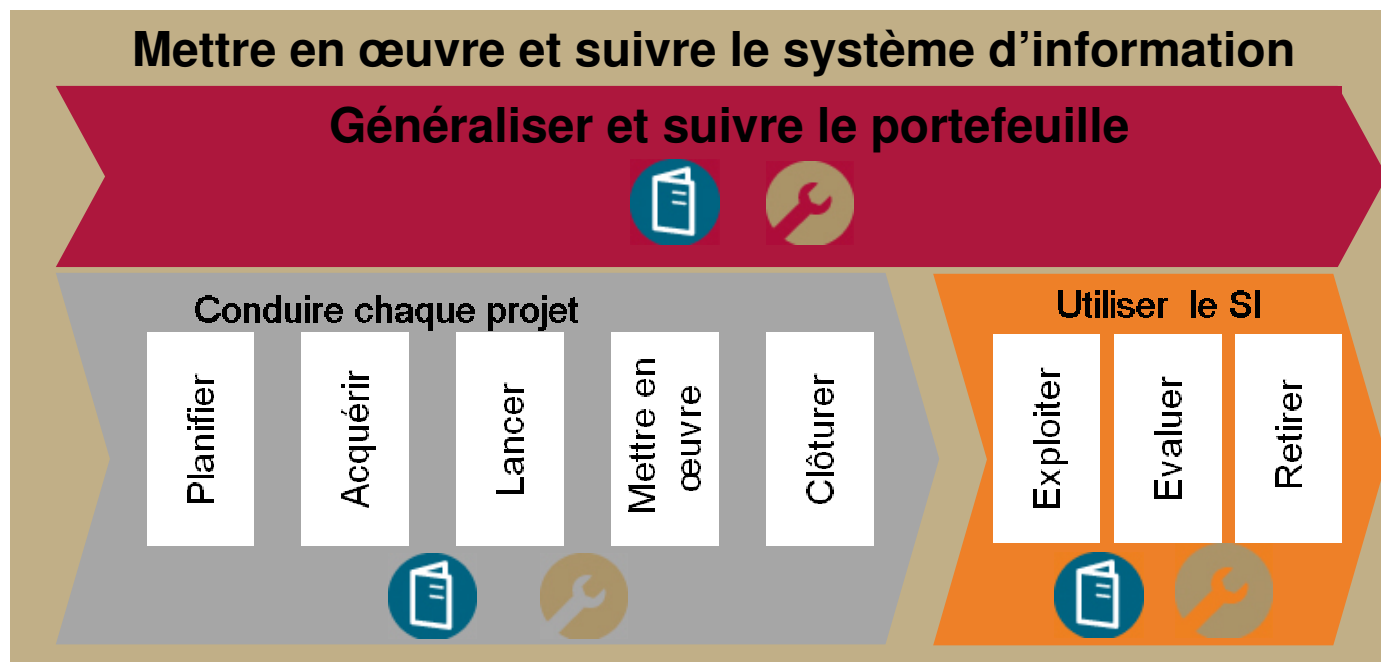 Mettre en œuvre et suivre le système d’information
Généraliser et suivre le portefeuille
Conduire chaque projet
Planifier
Acquérir
Lancer
Mettre en
œuvre
Clôturer
Utiliser le SI
Exploiter
Evaluer
Retirer